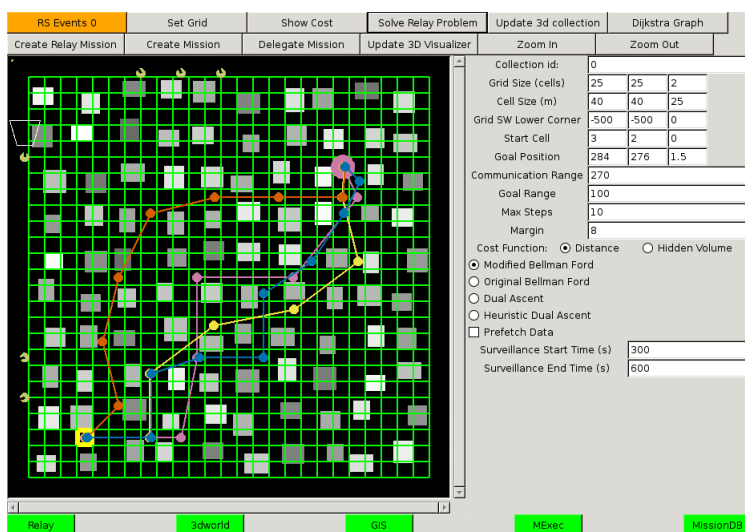 RS Events 0 Set Grid Show Cost Solve Relay Problem Update 3d collection Dijkstra Graph
Create Relay Mission Create Mission Delegate Mission Update 3D Visualizer Zoom In Zoom Out
Collection id: 0
Grid Size (cells) 25 25 2
Cell Size (m) 40 40 25
Grid SW Lower Corner -500 -500 0
Start Cell 3 2 0
Goal Position 284 276 1.5
Communication Range 270
Goal Range 100
Max Steps 10
Margin 8
Cost Function: Distance Hidden Volume
Modified Bellman Ford
Original Bellman Ford
Dual Ascent
Heuristic Dual Ascent
Prefetch Data
Surveillance Start Time (s) 300
Surveillance End Time (s) 600
Relay 3dworld GIS MExec MissionDB